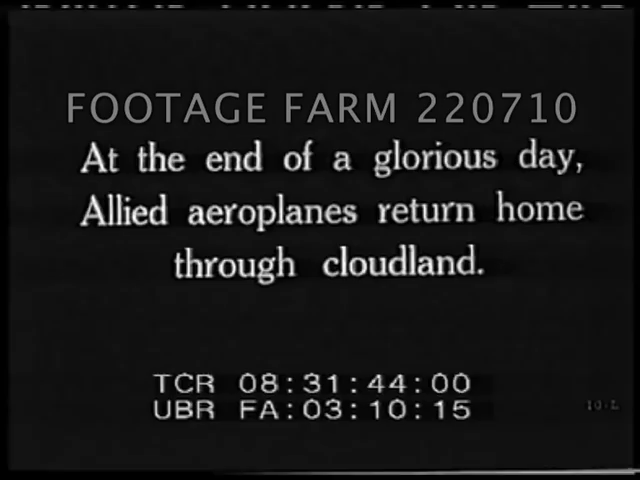 FOOTAGE FARM 220710
At the end of a glorious day,
Allied aeroplanes return home
through cloudland.
TCR 08:31:44:00
UBR FA:03:10:15